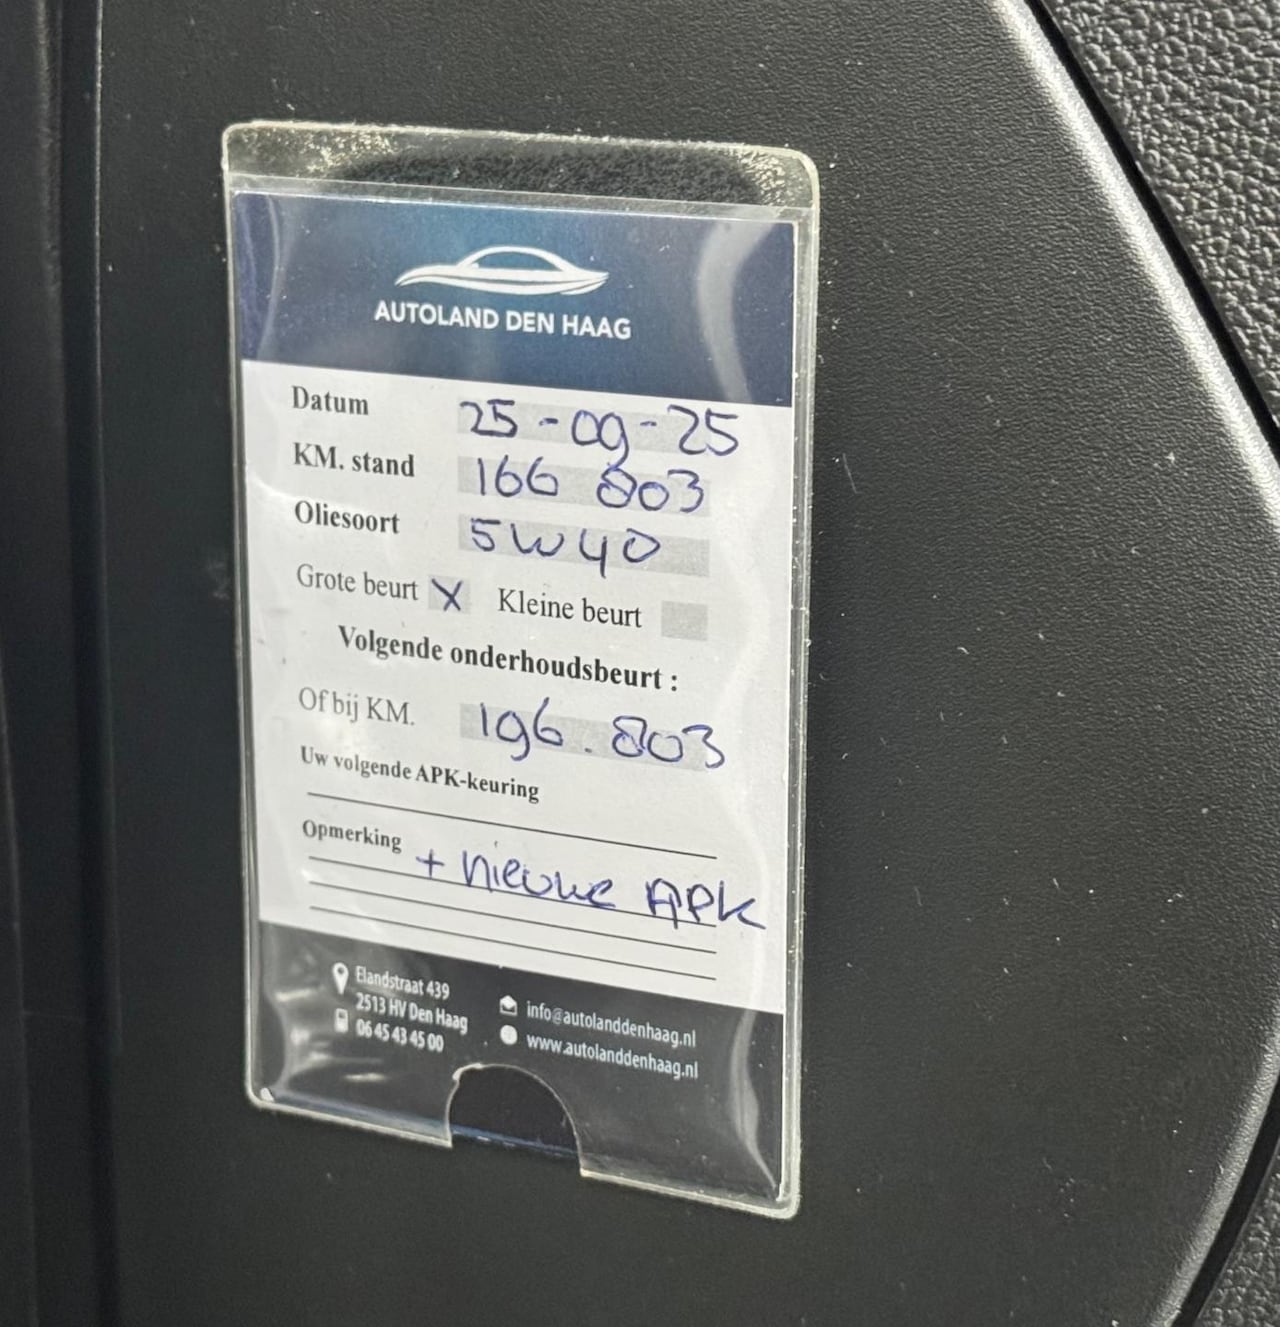 AUTOLAND DEN HAAG
Datum 25-09-25
KM. stand 166 803
Oliesoort 5W40
Grote beurt X Kleine beurt
Volgende onderhoudsbeurt :
Of bij KM. 196.803
Uw volgende APK-keuring
Opmerking + nieuwe APK
Elandstraat 439
2513 HV Den Haag
06 45 43 45 00
info@autolanddenhaag.nl
www.autolanddenhaag.nl